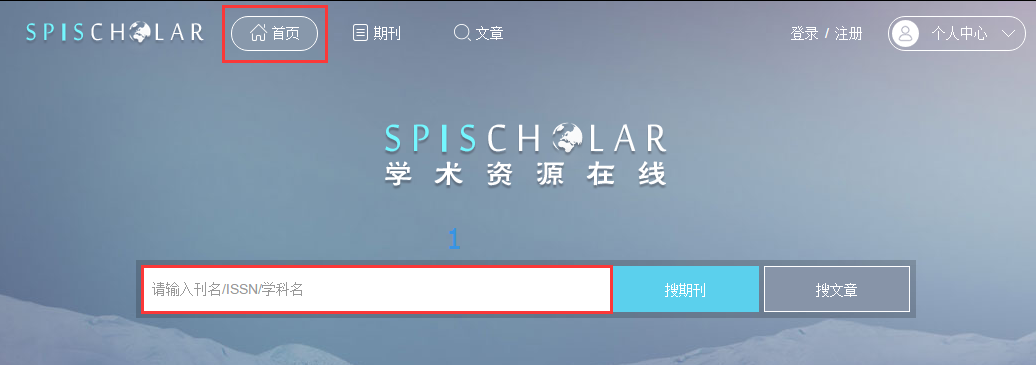 SPISCHOLAR 首页 期刊 文章 登录 / 注册 个人中心
SPISCHOLAR
学术资源在线
1
请输入刊名/ISSN/学科名 搜期刊 搜文章